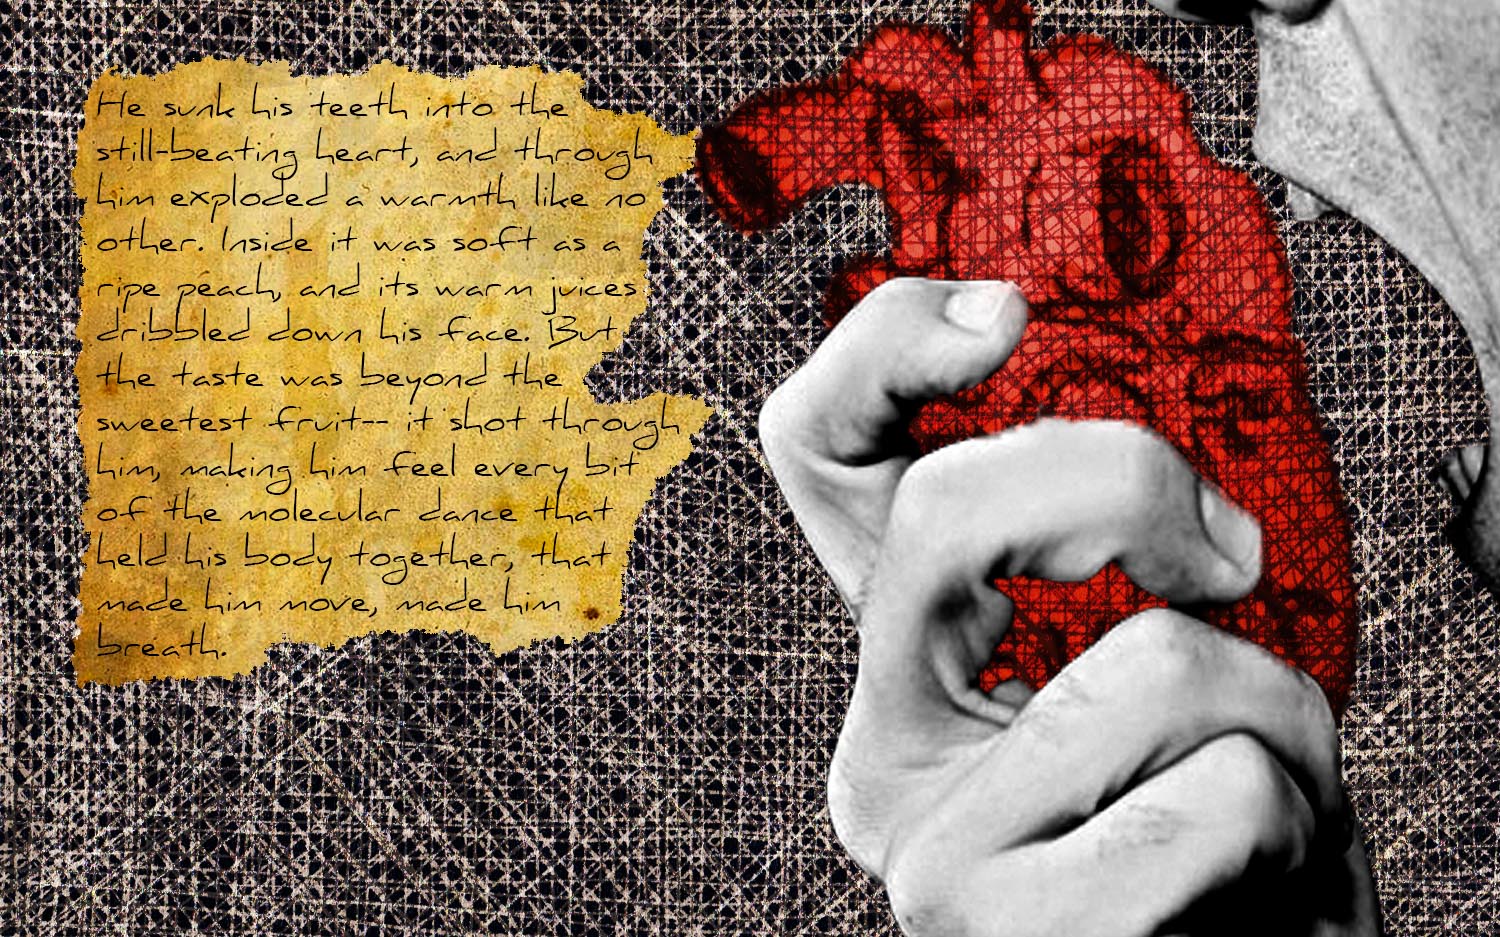 He sunk his teeth into the
still-beating heart, and through
him exploded a warmth like no
other. Inside it was soft as a
ripe peach, and its warm juices
dribbled down his face. But
the taste was beyond the
sweetest fruit-- it shot through
him, making him feel every bit
of the molecular dance that
held his body together, that
made him move, made him
breath.